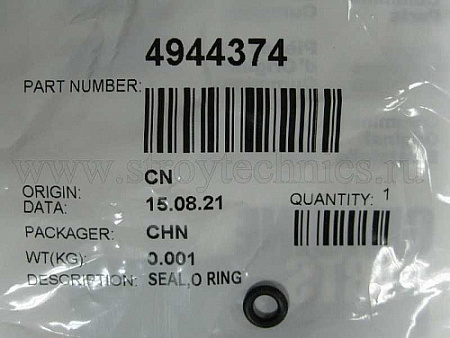 4944374
PART NUMBER:
www.stroytechnics.ru
CN
ORIGIN:
DATA: 15.08.21
QUANTITY: 1
PACKAGER: CHN
WT(KG): 0.001
DESCRIPTION: SEAL,O RING